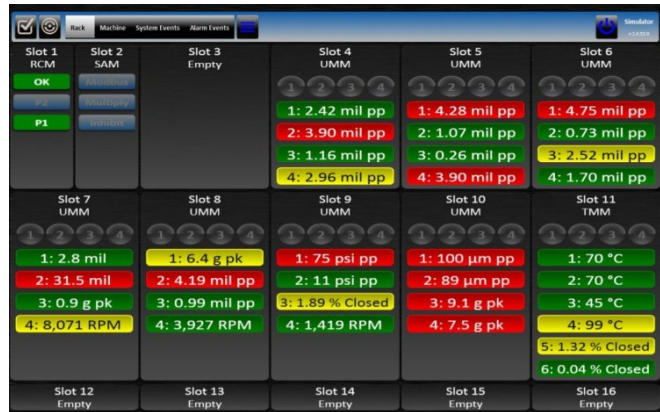 Rack Machine System Events Alarm Events
Simulator
Slot 1
RCM
OK
P2
P1
Slot 2
SAM
Modbus
Multiply
Inhibit
Slot 3
Empty
Slot 4
UMM
1 2 3 4
1: 2.42 mil pp
2: 3.90 mil pp
3: 1.16 mil pp
4: 2.96 mil pp
Slot 5
UMM
1 2 3 4
1: 4.28 mil pp
2: 1.07 mil pp
3: 0.26 mil pp
4: 3.90 mil pp
Slot 6
UMM
1 2 3 4
1: 4.75 mil pp
2: 0.73 mil pp
3: 2.52 mil pp
4: 1.70 mil pp
Slot 7
UMM
1 2 3 4
1: 2.8 mil
2: 31.5 mil
3: 0.9 g pk
4: 8,071 RPM
Slot 8
UMM
1 2 3 4
1: 6.4 g pk
2: 4.19 mil pp
3: 0.99 mil pp
4: 3,927 RPM
Slot 9
UMM
1 2 3 4
1: 75 psi pp
2: 11 psi pp
3: 1.89 % Closed
4: 1,419 RPM
Slot 10
UMM
1 2 3 4
1: 100 µm pp
2: 89 µm pp
3: 9.1 g pk
4: 7.5 g pk
Slot 11
TMM
1 2 3 4
1: 70 °C
2: 70 °C
3: 45 °C
4: 99 °C
5: 1.32 % Closed
6: 0.04 % Closed
Slot 12
Empty
Slot 13
Empty
Slot 14
Empty
Slot 15
Empty
Slot 16
Empty